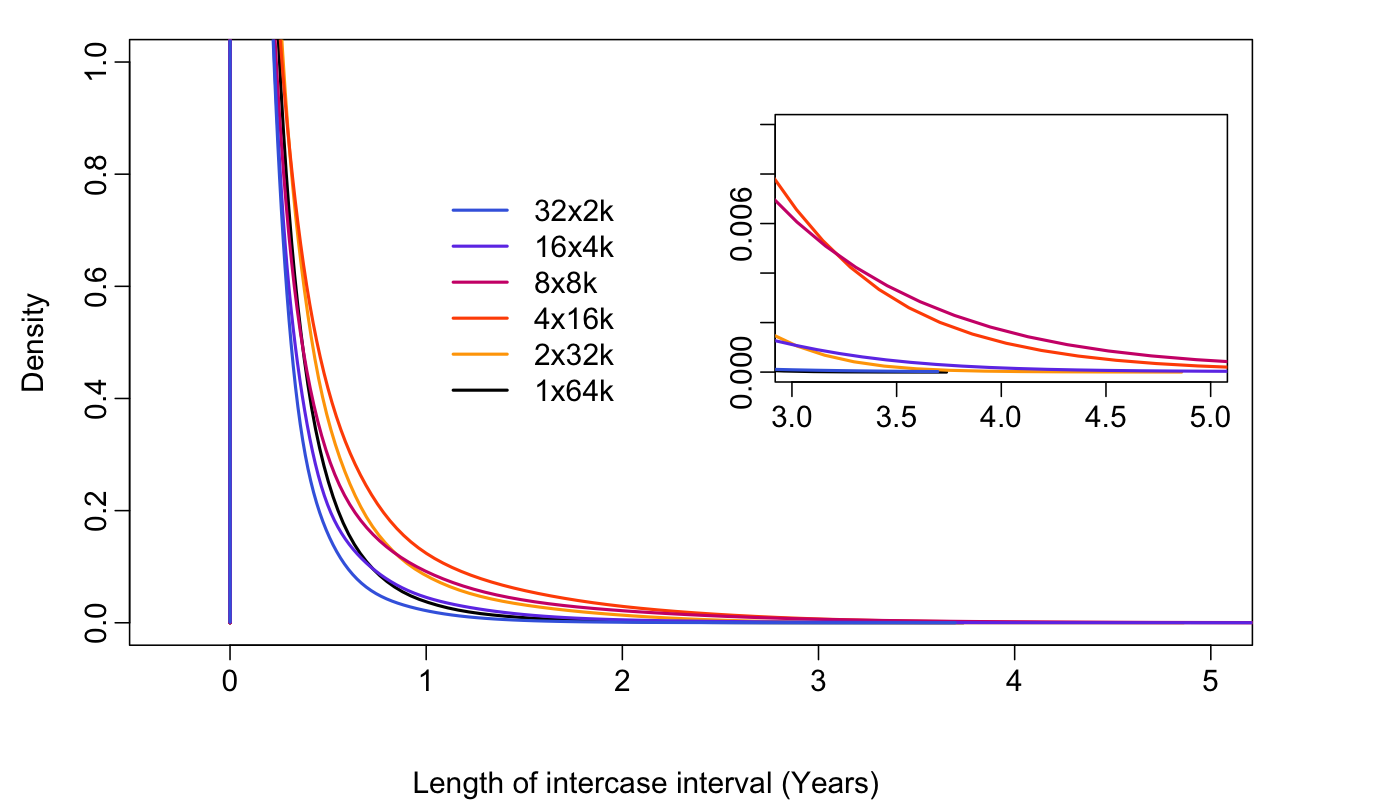 1.0
0.8
0.6
0.4
0.2
0.0
Density
32x2k
16x4k
8x8k
4x16k
2x32k
1x64k
0.006
0.000
3.0 3.5 4.0 4.5 5.0
0 1 2 3 4 5
Length of intercase interval (Years)